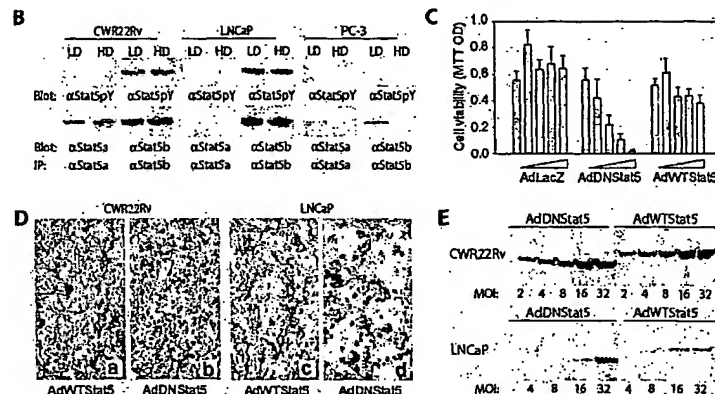 B
CWR22Rv LNCaP PC-3
LD HD LD HD LD HD LD HD LD HD LD HD
Blot: αStat5pY αStat5pY αStat5pY αStat5pY αStat5pY αStat5pY
Blot: αStat5a αStat5b αStat5a αStat5b αStat5a αStat5b
IP: αStat5a αStat5b αStat5a αStat5b αStat5a αStat5b
C
Cell viability (MTT OD)
1.0
0.8
0.6
0.4
0.2
0.0
AdLacZ AdDNStat5 AdWTStat5
D
CWR22Rv LNCaP
a b c d
AdWTStat5 AdDNStat5 AdWTStat5 AdDNStat5
E
AdDNStat5 AdWTStat5
CWR22Rv
MOI: 2 4 8 16 32 2 4 8 16 32
AdDNStat5 AdWTStat5
LNCaP
MOI: 4 8 16 32 4 8 16 32